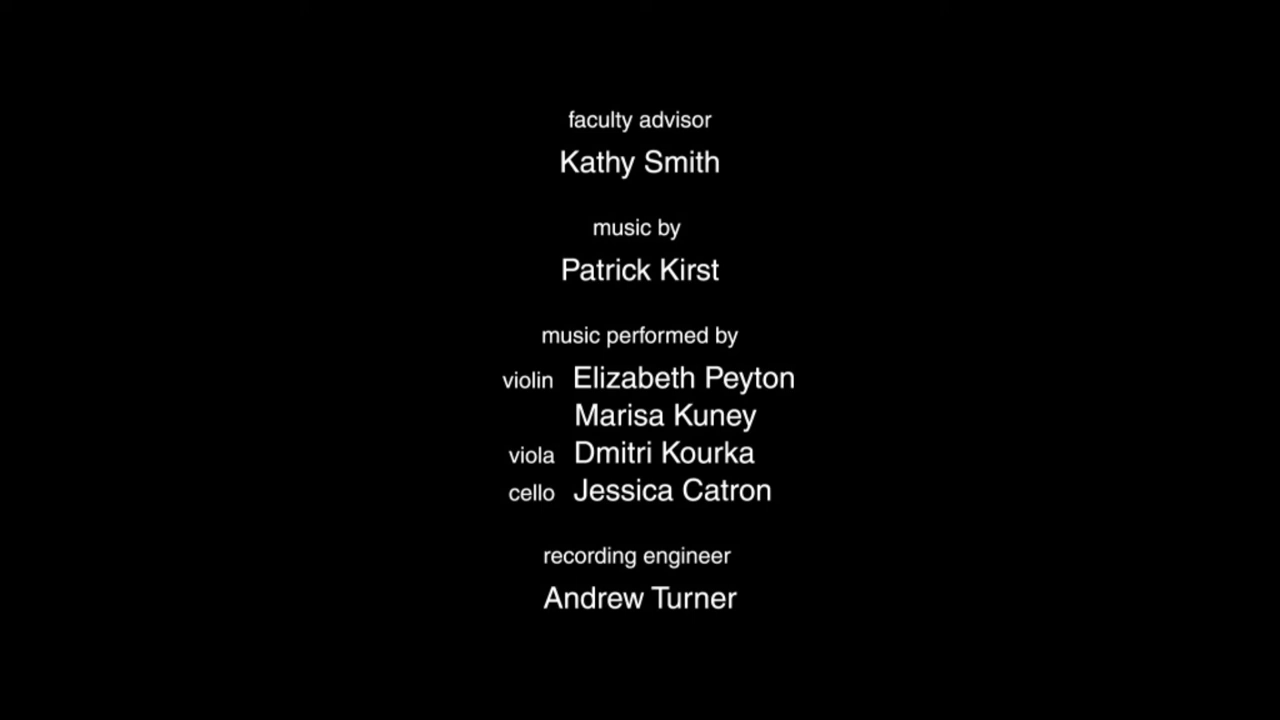 faculty advisor
Kathy Smith
music by
Patrick Kirst
music performed by
violin Elizabeth Peyton
Marisa Kuney
viola Dmitri Kourka
cello Jessica Catron
recording engineer
Andrew Turner